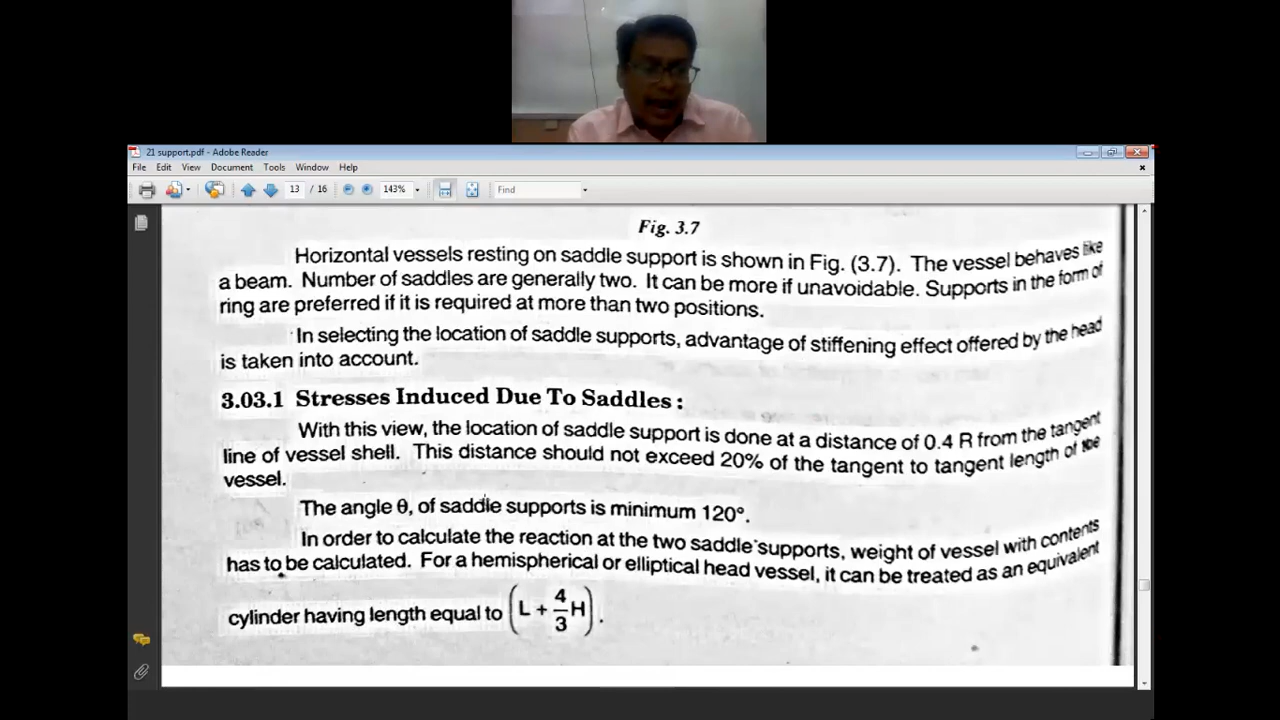 21 support.pdf - Adobe Reader
File Edit View Document Tools Window Help
13 / 16 143% Find
Fig. 3.7
Horizontal vessels resting on saddle support is shown in Fig. (3.7). The vessel behaves like
a beam. Number of saddles are generally two. It can be more if unavoidable. Supports in the form of
ring are preferred if it is required at more than two positions.
In selecting the location of saddle supports, advantage of stiffening effect offered by the head
is taken into account.
3.03.1 Stresses Induced Due To Saddles :
With this view, the location of saddle support is done at a distance of 0.4 R from the tangent
line of vessel shell. This distance should not exceed 20% of the tangent to tangent length of the
vessel.
The angle θ, of saddle supports is minimum 120°.
In order to calculate the reaction at the two saddle supports, weight of vessel with contents
has to be calculated. For a hemispherical or elliptical head vessel, it can be treated as an equivalent
cylinder having length equal to (L + 4/3 H).